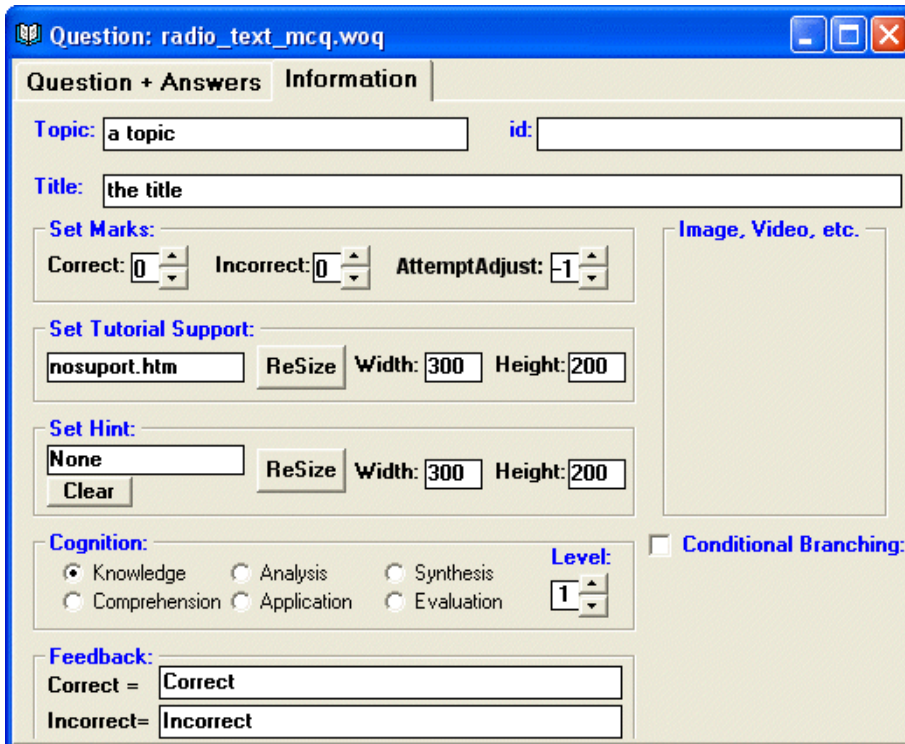 Question: radio_text_mcq.woq
Question + Answers Information
Topic: a topic id:
Title: the title
Set Marks: Image, Video, etc.
Correct: 0 Incorrect: 0 AttemptAdjust: -1
Set Tutorial Support:
nosuport.htm ReSize Width: 300 Height: 200
Set Hint:
None ReSize Width: 300 Height: 200
Clear
Cognition: Level: Conditional Branching:
Knowledge Analysis Synthesis 1
Comprehension Application Evaluation
Feedback:
Correct = Correct
Incorrect= Incorrect